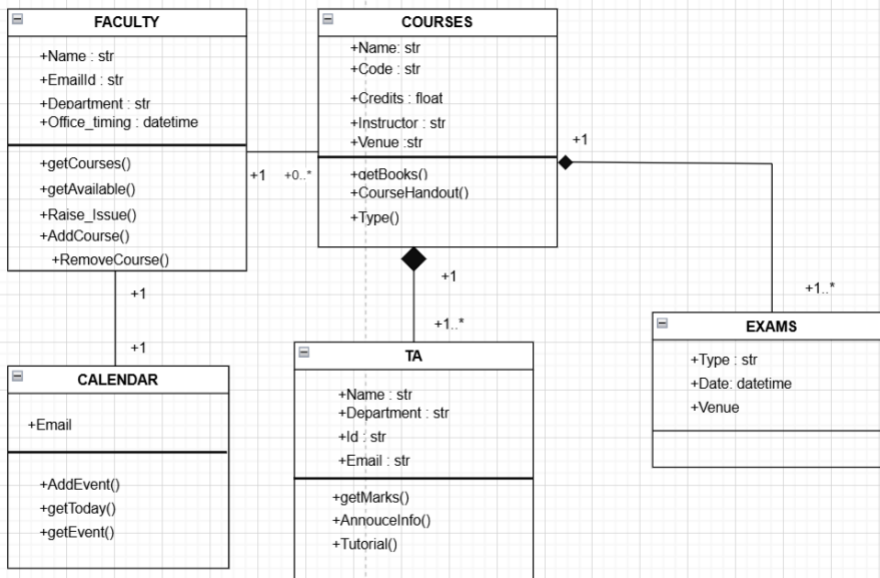 FACULTY
+Name : str
+EmailId : str
+Department : str
+Office_timing : datetime
+getCourses()
+getAvailable()
+Raise_Issue()
+AddCourse()
+RemoveCourse()
COURSES
+Name: str
+Code : str
+Credits : float
+Instructor : str
+Venue :str
+getBooks()
+CourseHandout()
+Type()
+1
+0..*
+1
+1..*
+1
+1..*
+1
+1
CALENDAR
+Email
+AddEvent()
+getToday()
+getEvent()
TA
+Name : str
+Department : str
+Id : str
+Email : str
+getMarks()
+AnnouceInfo()
+Tutorial()
EXAMS
+Type : str
+Date: datetime
+Venue